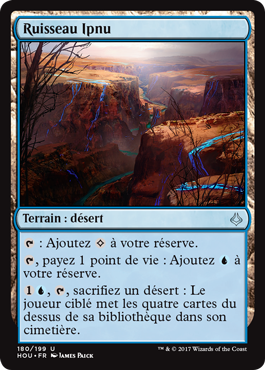 Ruisseau Ipnu
Terrain : désert
: Ajoutez à votre réserve.
, payez 1 point de vie : Ajoutez à
votre réserve.
1 , , sacrifiez un désert : Le
joueur ciblé met les quatre cartes du
dessus de sa bibliothèque dans son
cimetière.
180/199 U
HOU • FR JAMES PAICK
™ & © 2017 Wizards of the Coast